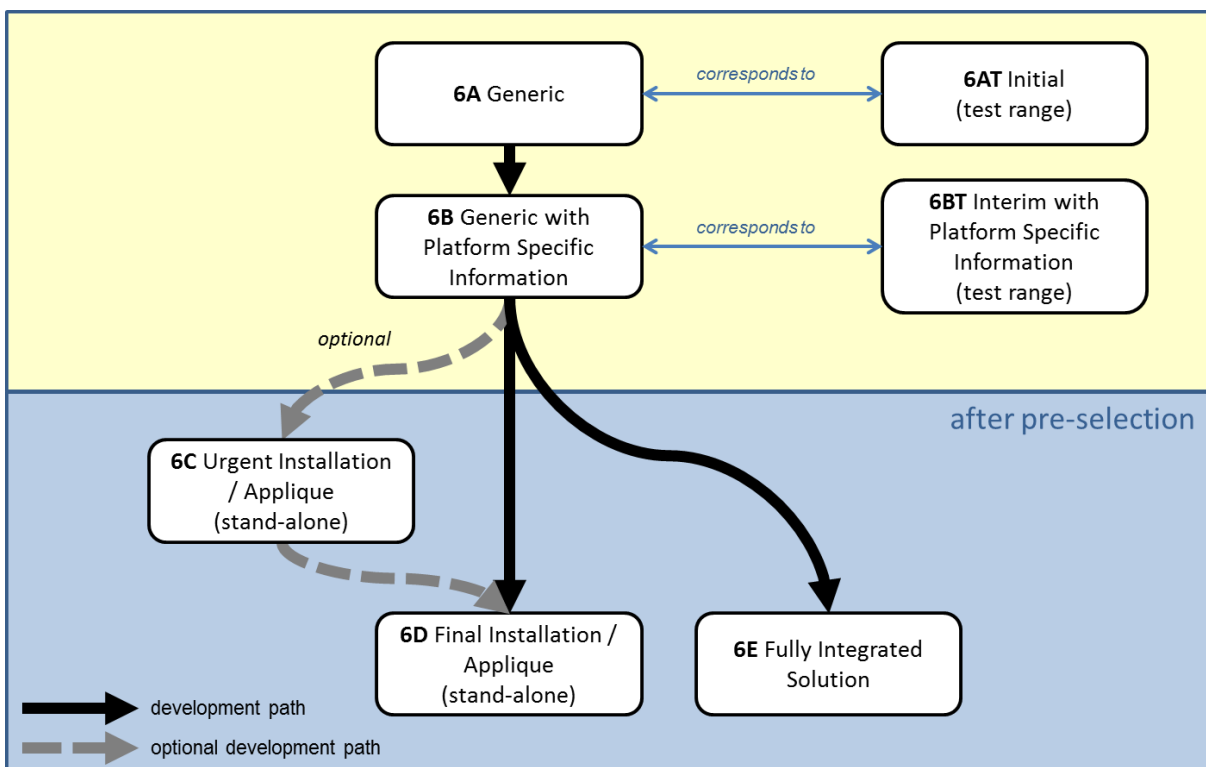 6A Generic
corresponds to
6AT Initial
(test range)
6B Generic with
Platform Specific
Information
corresponds to
6BT Interim with
Platform Specific
Information
(test range)
optional
after pre-selection
6C Urgent Installation
/ Applique
(stand-alone)
6D Final Installation /
Applique
(stand-alone)
6E Fully Integrated
Solution
development path
optional development path